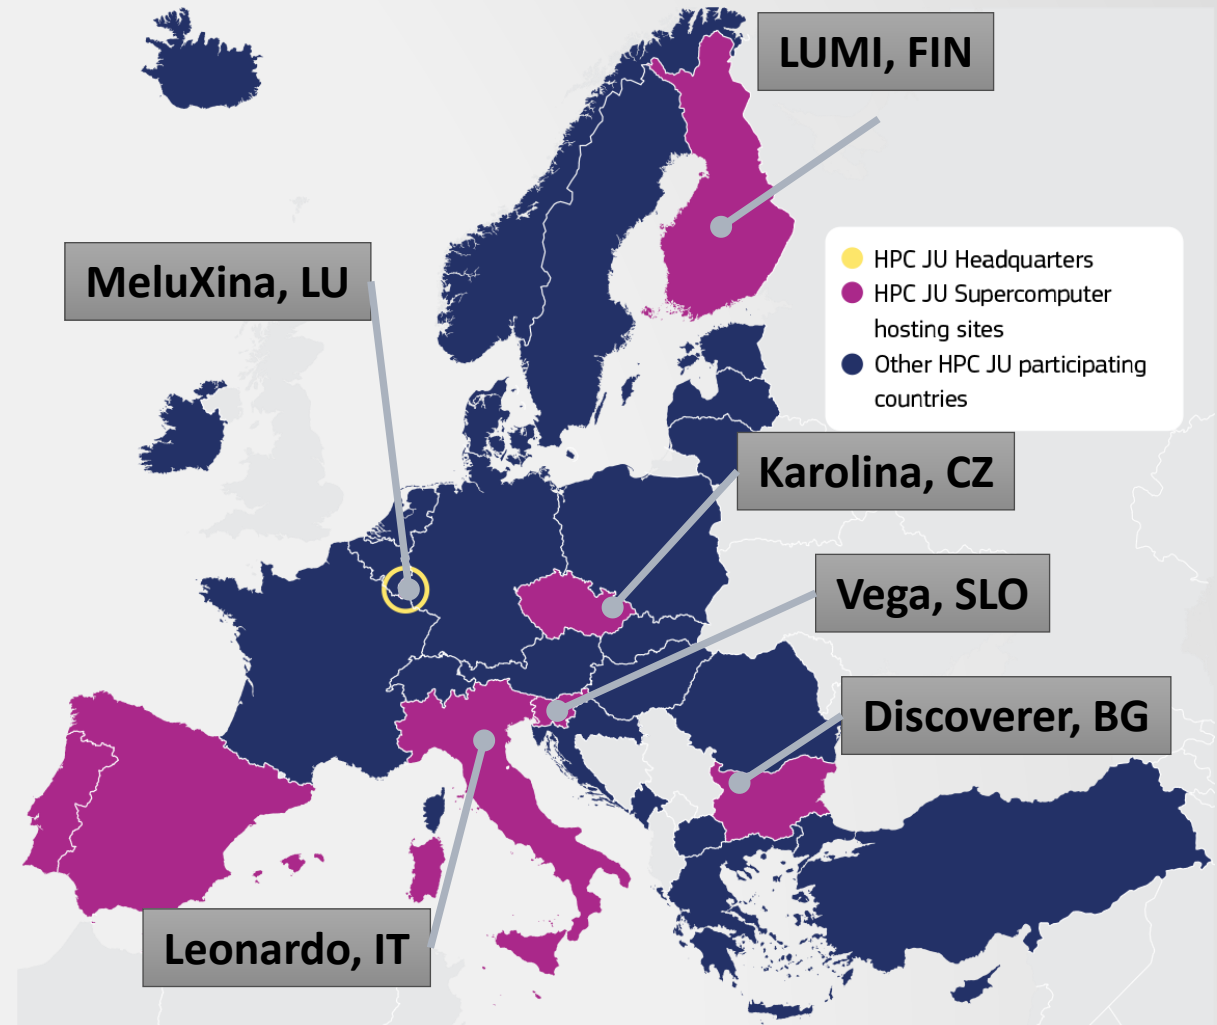 LUMI, FIN
MeluXina, LU
HPC JU Headquarters
HPC JU Supercomputer
hosting sites
Other HPC JU participating
countries
Karolina, CZ
Vega, SLO
Discoverer, BG
Leonardo, IT